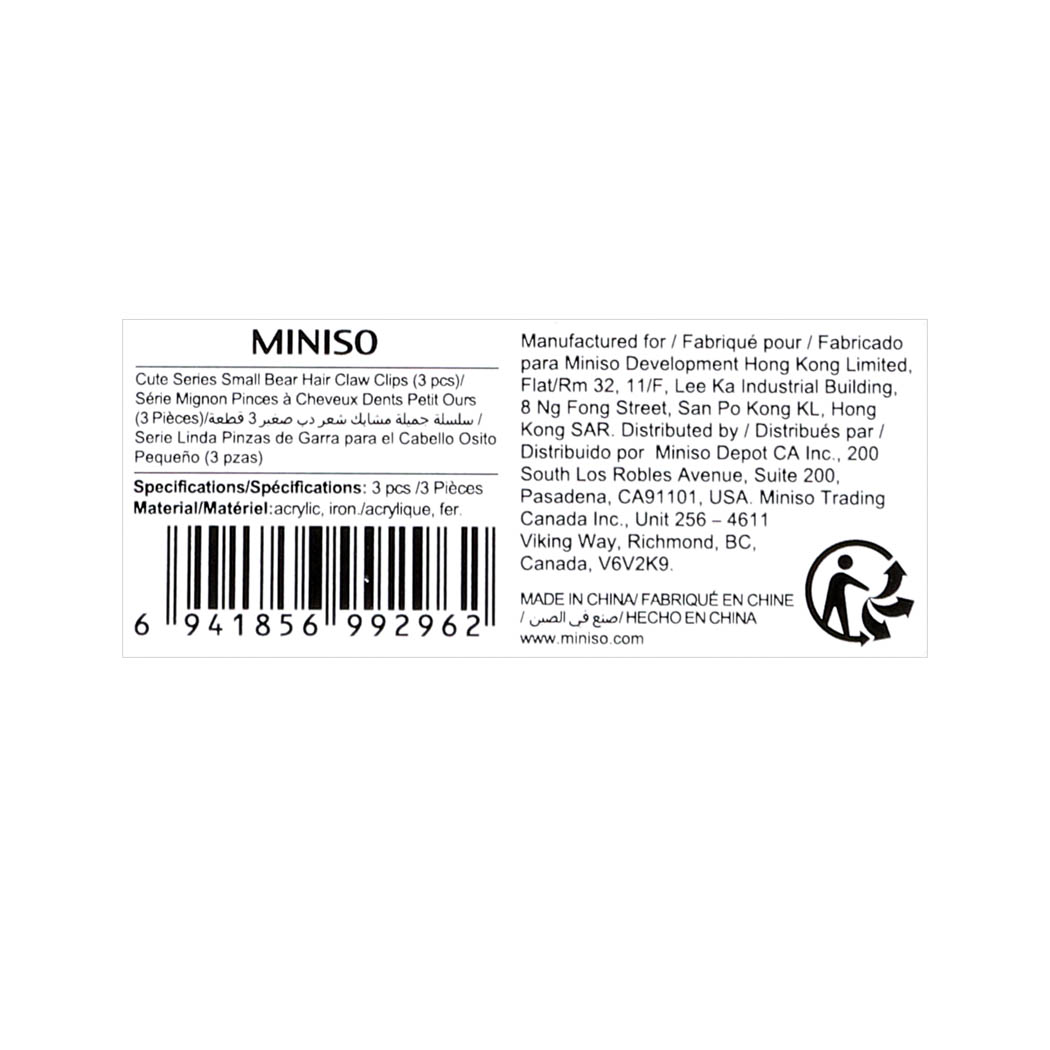 MINISO
Cute Series Small Bear Hair Claw Clips (3 pcs)/
Série Mignon Pinces à Cheveux Dents Petit Ours
(3 Pièces)/سلسلة جميلة مشابك شعر دب صغير 3 قطعة /
Serie Linda Pinzas de Garra para el Cabello Osito
Pequeño (3 pzas)
Specifications/Spécifications: 3 pcs /3 Pièces
Material/Matériel:acrylic, iron./acrylique, fer.
6 941856 992962
Manufactured for / Fabriqué pour / Fabricado
para Miniso Development Hong Kong Limited,
Flat/Rm 32, 11/F, Lee Ka Industrial Building,
8 Ng Fong Street, San Po Kong KL, Hong
Kong SAR. Distributed by / Distribués par /
Distribuido por Miniso Depot CA Inc., 200
South Los Robles Avenue, Suite 200,
Pasadena, CA91101, USA. Miniso Trading
Canada Inc., Unit 256 – 4611
Viking Way, Richmond, BC,
Canada, V6V2K9.
MADE IN CHINA/ FABRIQUÉ EN CHINE
/ صنع في الصين/HECHO EN CHINA
www.miniso.com